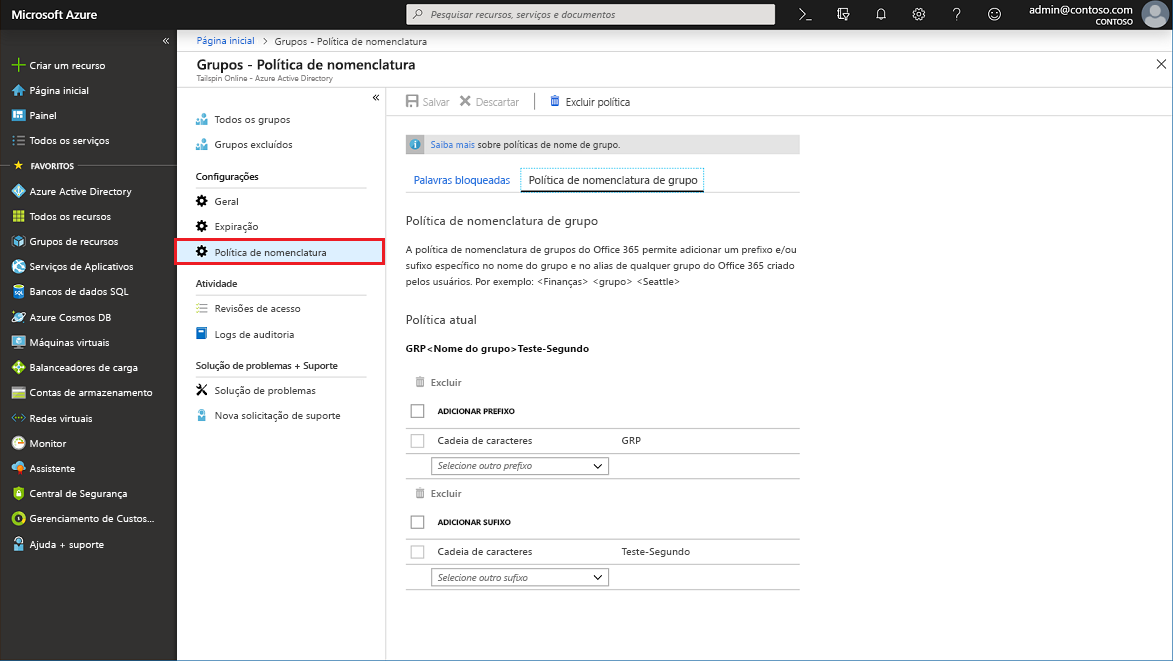 Microsoft Azure
Pesquisar recursos, serviços e documentos
admin@contoso.com
CONTOSO
Criar um recurso
Página inicial
Painel
Todos os serviços
FAVORITOS
Azure Active Directory
Todos os recursos
Grupos de recursos
Serviços de Aplicativos
Bancos de dados SQL
Azure Cosmos DB
Máquinas virtuais
Balanceadores de carga
Contas de armazenamento
Redes virtuais
Monitor
Assistente
Central de Segurança
Gerenciamento de Custos...
Ajuda + suporte
Página inicial > Grupos - Política de nomenclatura
Grupos - Política de nomenclatura
Tailspin Online - Azure Active Directory
Todos os grupos
Grupos excluídos
Configurações
Geral
Expiração
Política de nomenclatura
Atividade
Revisões de acesso
Logs de auditoria
Solução de problemas + Suporte
Solução de problemas
Nova solicitação de suporte
Salvar Descartar Excluir política
Saiba mais sobre políticas de nome de grupo.
Palavras bloqueadas Política de nomenclatura de grupo
Política de nomenclatura de grupo
A política de nomenclatura de grupos do Office 365 permite adicionar um prefixo e/ou
sufixo específico no nome do grupo e no alias de qualquer grupo do Office 365 criado
pelos usuários. Por exemplo: <Finanças> <grupo> <Seattle>
Política atual
GRP<Nome do grupo>Teste-Segundo
Excluir
ADICIONAR PREFIXO
Cadeia de caracteres GRP
Selecione outro prefixo
Excluir
ADICIONAR SUFIXO
Cadeia de caracteres Teste-Segundo
Selecione outro sufixo